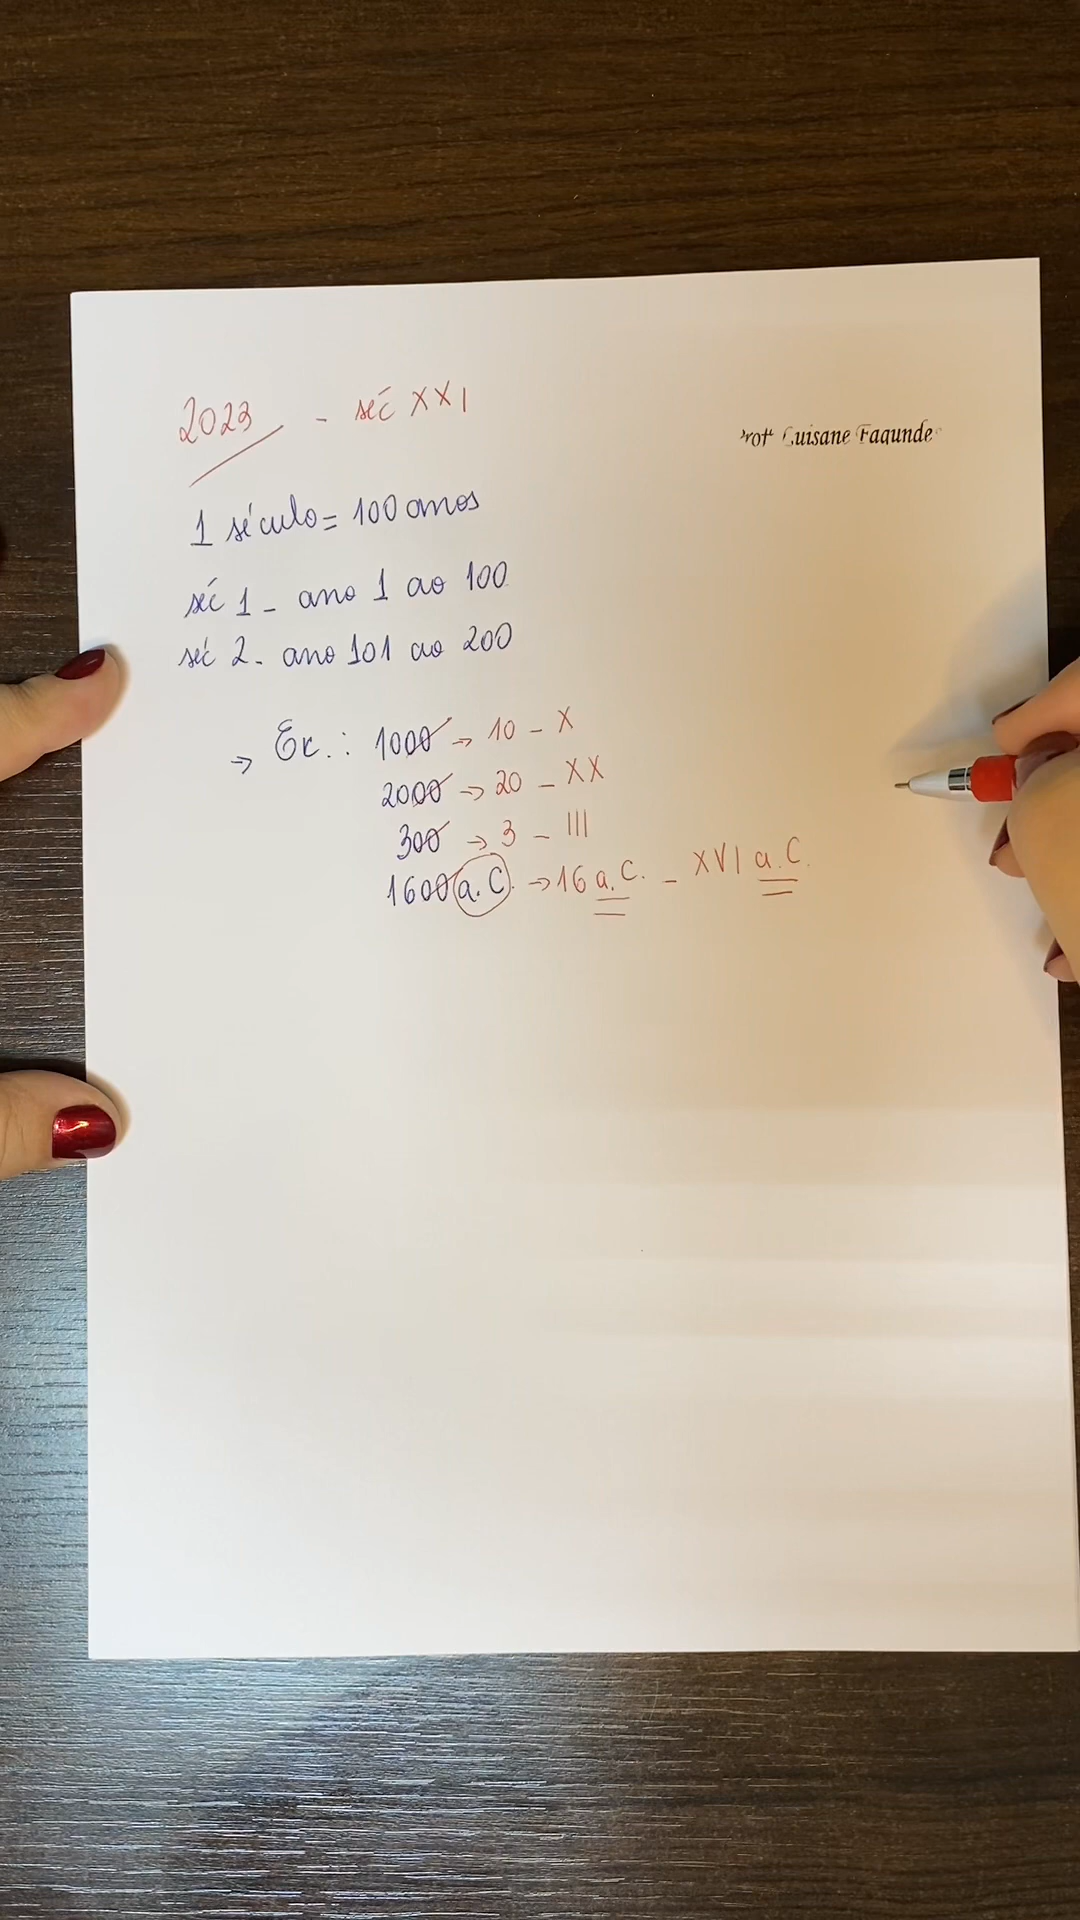 2023 - séc XXI
Profª Luisane Fagunde
1 século = 100 anos
séc 1 - ano 1 ao 100
séc 2 - ano 101 ao 200
→ Ex.: 1000 → 10 - X
2000 → 20 - XX
300 → 3 - III
1600 a.C. → 16 a.C. - XVI a.C.